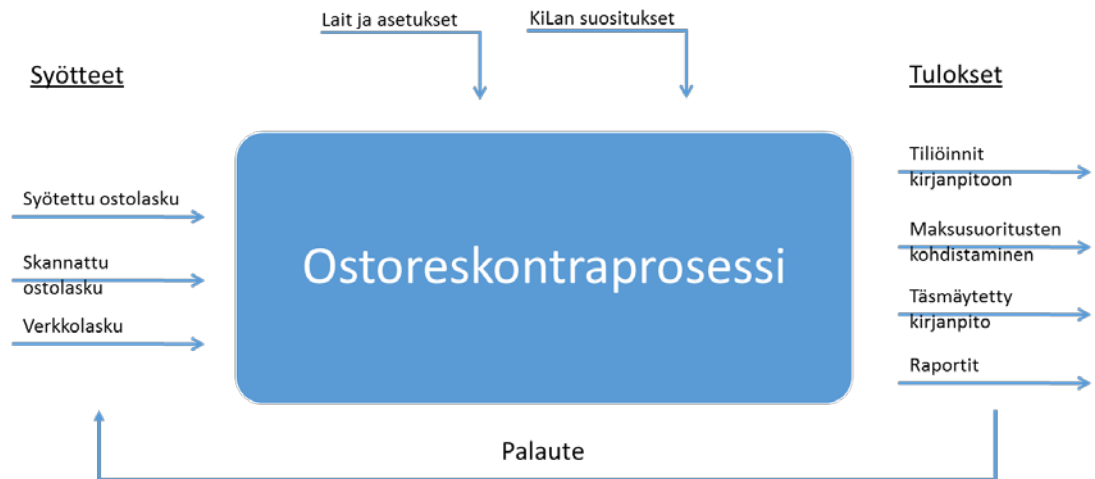 Lait ja asetukset
KiLan suositukset
Syötteet
Tulokset
Syötettu ostolasku
Skannattu
ostolasku
Verkkolasku
Ostoreskontraprosessi
Tiliöinnit
kirjanpitoon
Maksusuoritusten
kohdistaminen
Täsmäytetty
kirjanpito
Raportit
Palaute